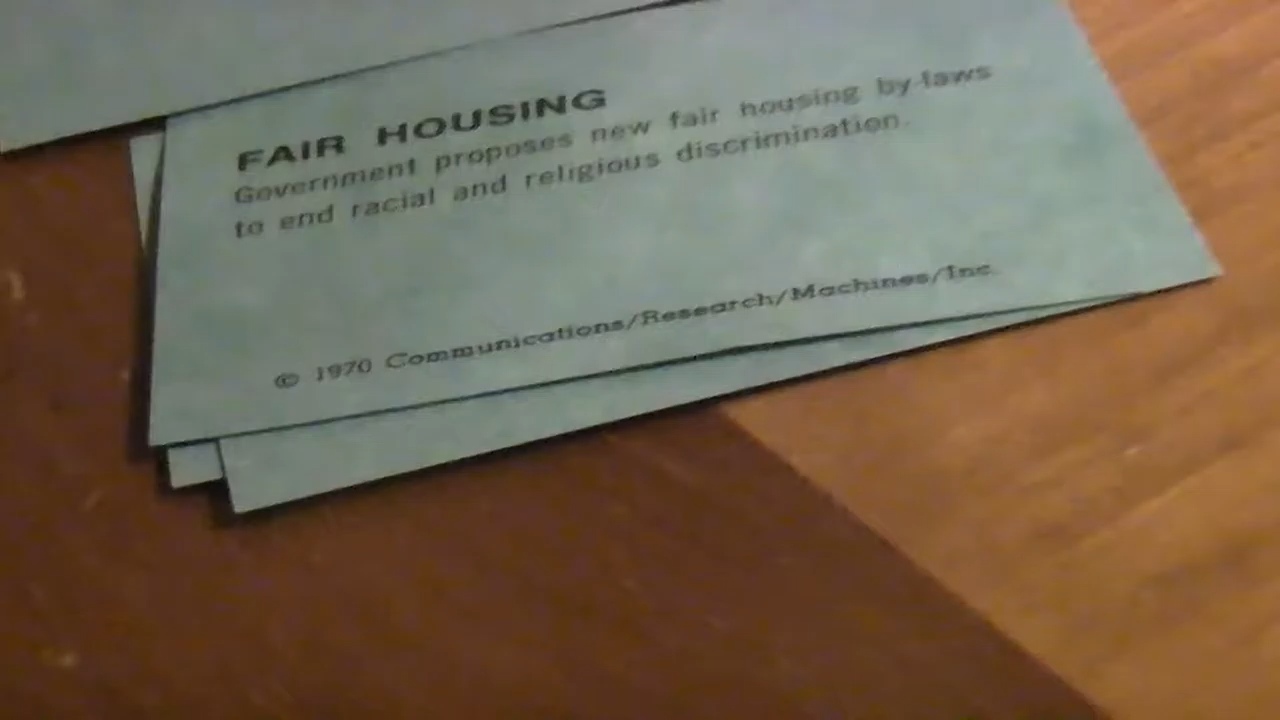 FAIR HOUSING
Government proposes new fair housing by-laws
to end racial and religious discrimination.
© 1970 Communications/Research/Machines/Inc.